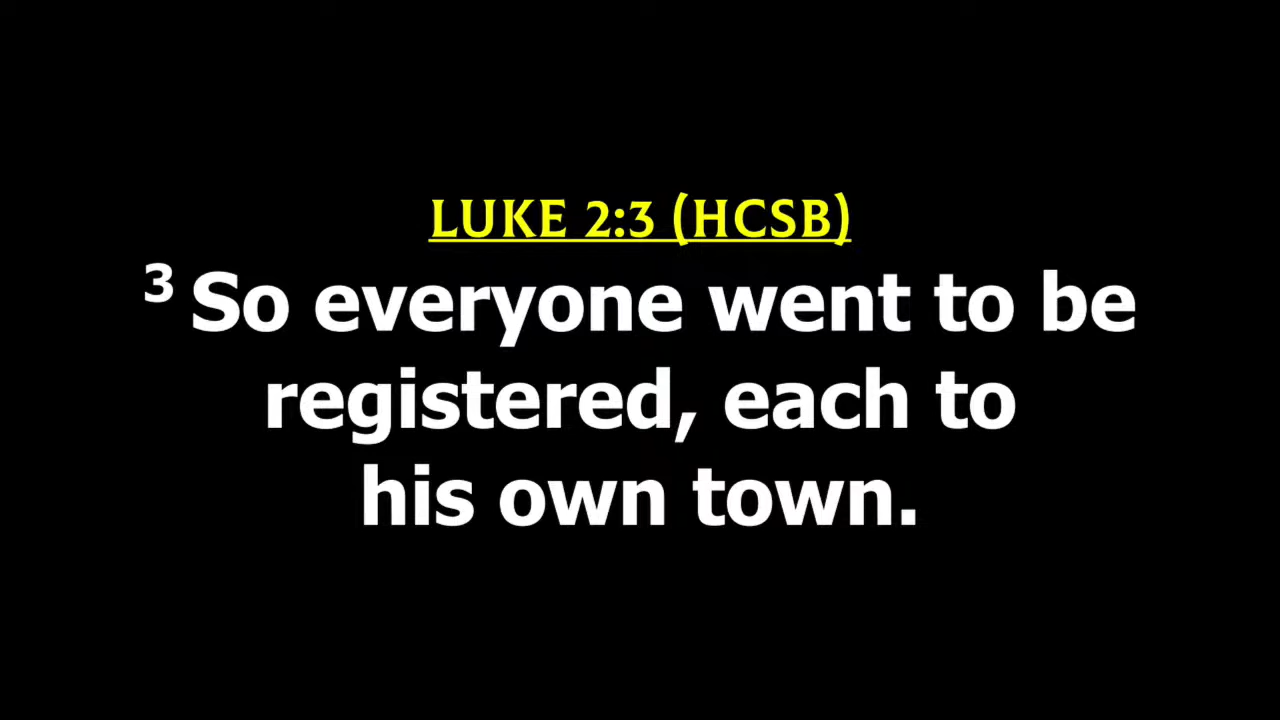 LUKE 2:3 (HCSB)
3 So everyone went to be
registered, each to
his own town.